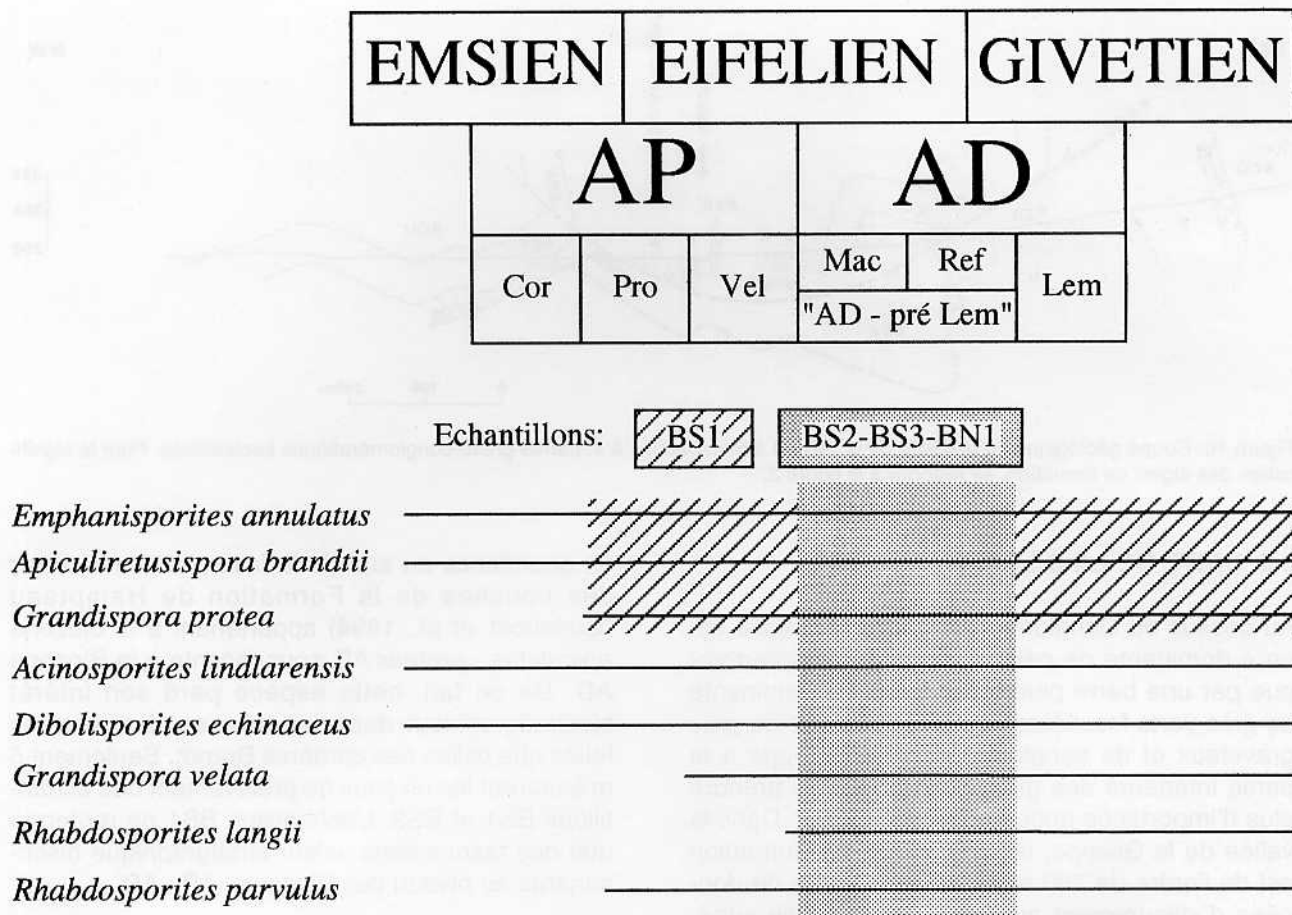 EMSIEN EIFELIEN GIVETIEN
AP AD
Cor Pro Vel Mac Ref Lem
"AD - pré Lem"
Echantillons: BS1 BS2-BS3-BN1
Emphanisporites annulatus
Apiculiretusispora brandtii
Grandispora protea
Acinosporites lindlarensis
Dibolisporites echinaceus
Grandispora velata
Rhabdosporites langii
Rhabdosporites parvulus